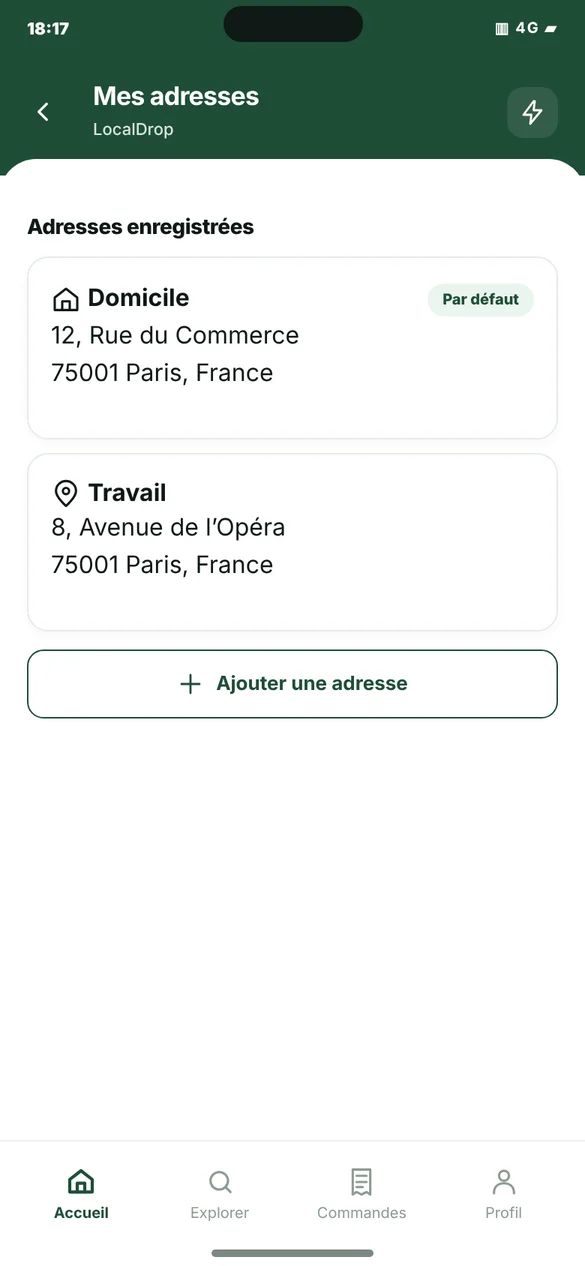 18:17
4G
Mes adresses
LocalDrop
Adresses enregistrées
Domicile
Par défaut
12, Rue du Commerce
75001 Paris, France
Travail
8, Avenue de l’Opéra
75001 Paris, France
Ajouter une adresse
Accueil
Explorer
Commandes
Profil